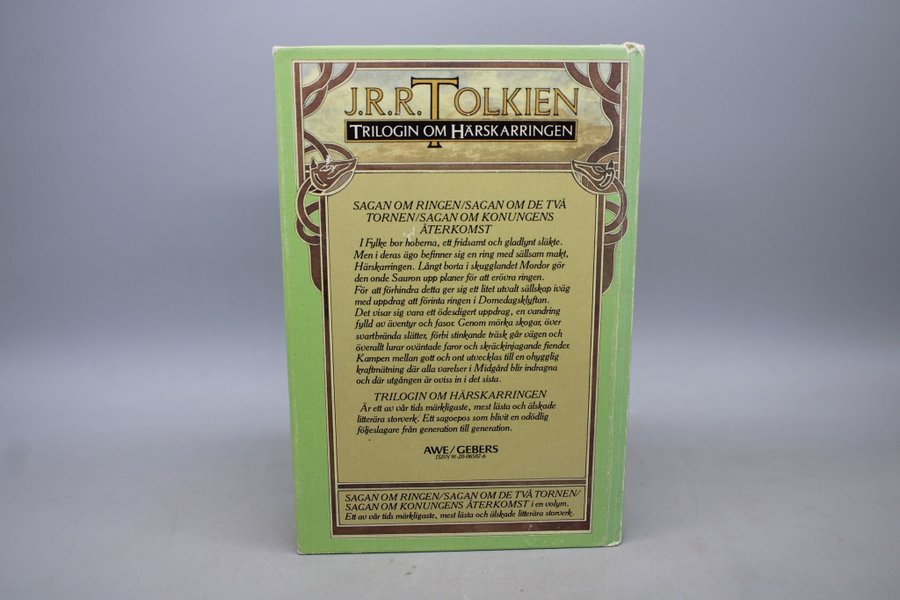 J.R.R. TOLKIEN
TRILOGIN OM HÄRSKARRINGEN
SAGAN OM RINGEN/SAGAN OM DE TVÅ
TORNEN/SAGAN OM KONUNGENS
ÅTERKOMST
I Fylke bor hoberna, ett fridsamt och gladlynt släkte.
Men i deras ägo befinner sig en ring med sällsam makt,
Härskarringen. Långt borta i skugglandet Mordor gör
den onde Sauron upp planer för att erövra ringen.
För att förhindra detta ger sig ett litet utvalt sällskap iväg
med uppdrag att förinta ringen i Domedagsklyftan.
Det visar sig vara ett ödesdigert uppdrag, en vandring
fylld av äventyr och fasor. Genom mörka skogar, över
svartbrända slätter, förbi stinkande träsk går vägen och
överallt lurar oväntade faror och skräckinjagande fiender.
Kampen mellan gott och ont utvecklas till en ohygglig
kraftmätning där alla varelser i Midgård blir indragna
och där utgången är oviss in i det sista.
TRILOGIN OM HÄRSKARRINGEN
Är ett av vår tids märkligaste, mest lästa och älskade
litterära storverk. Ett sagoepos som blivit en odödlig
följeslagare från generation till generation.
AWE/GEBERS
ISBN 91-20-06587-6
SAGAN OM RINGEN/SAGAN OM DE TVÅ TORNEN/
SAGAN OM KONUNGENS ÅTERKOMST i en volym.
Ett av vår tids märkligaste, mest lästa och älskade litterära storverk.